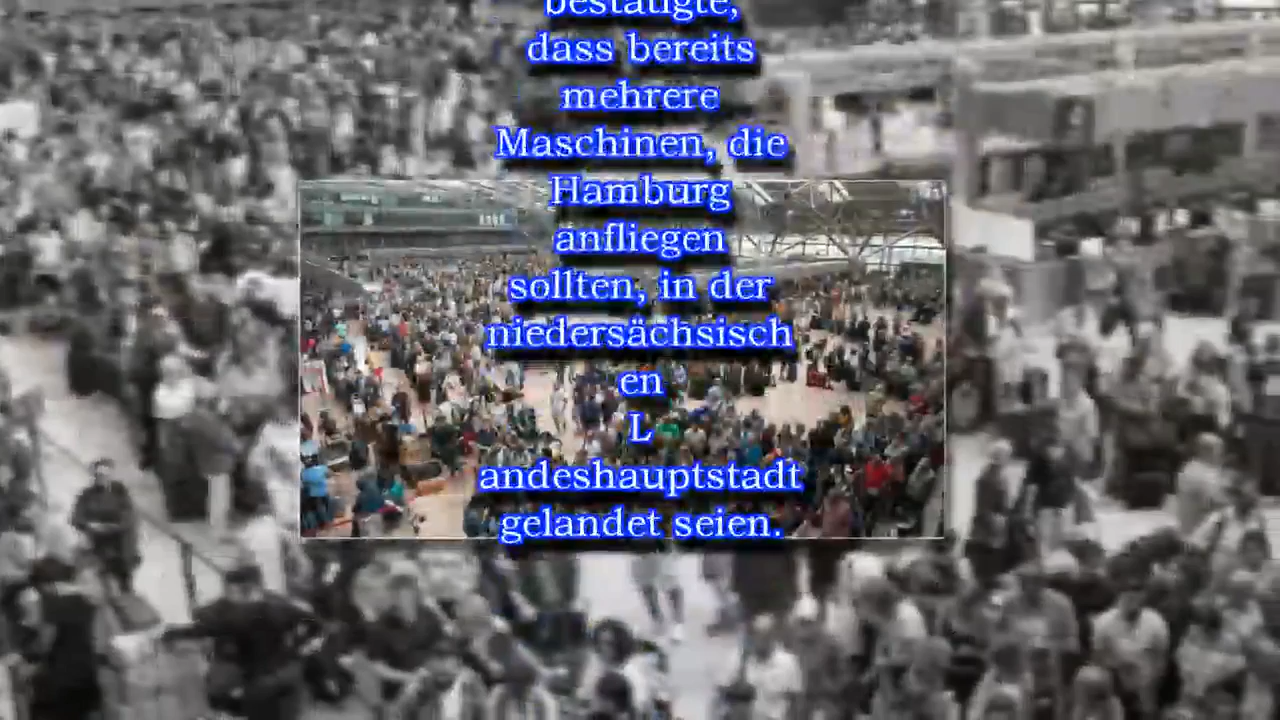 bestätigte,
dass bereits
mehrere
Maschinen, die
Hamburg
anfliegen
sollten, in der
niedersächsisch
en
L
andeshauptstadt
gelandet seien.